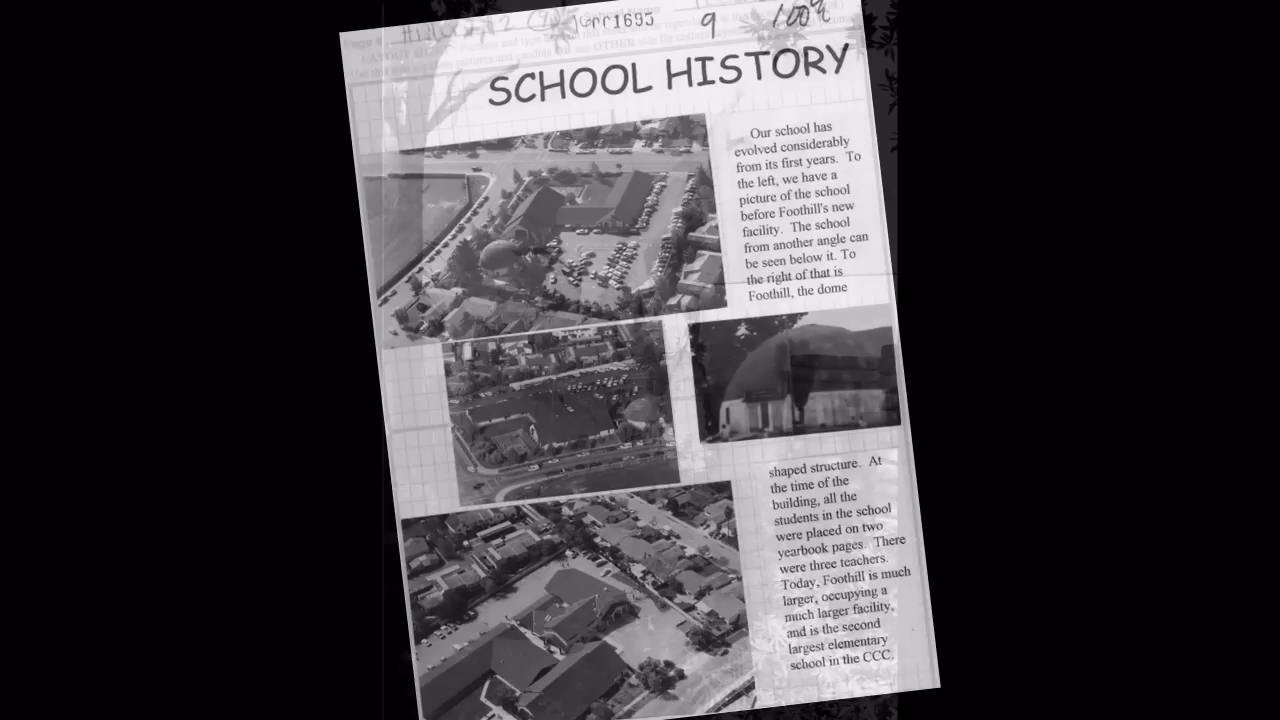 9 100%
SCHOOL HISTORY
Our school has
evolved considerably
from its first years. To
the left, we have a
picture of the school
before Foothill's new
facility. The school
from another angle can
be seen below it. To
the right of that is
Foothill, the dome
shaped structure. At
the time of the
building, all the
students in the school
were placed on two
yearbook pages. There
were three teachers.
Today, Foothill is much
larger, occupying a
much larger facility,
and is the second
largest elementary
school in the CCC.